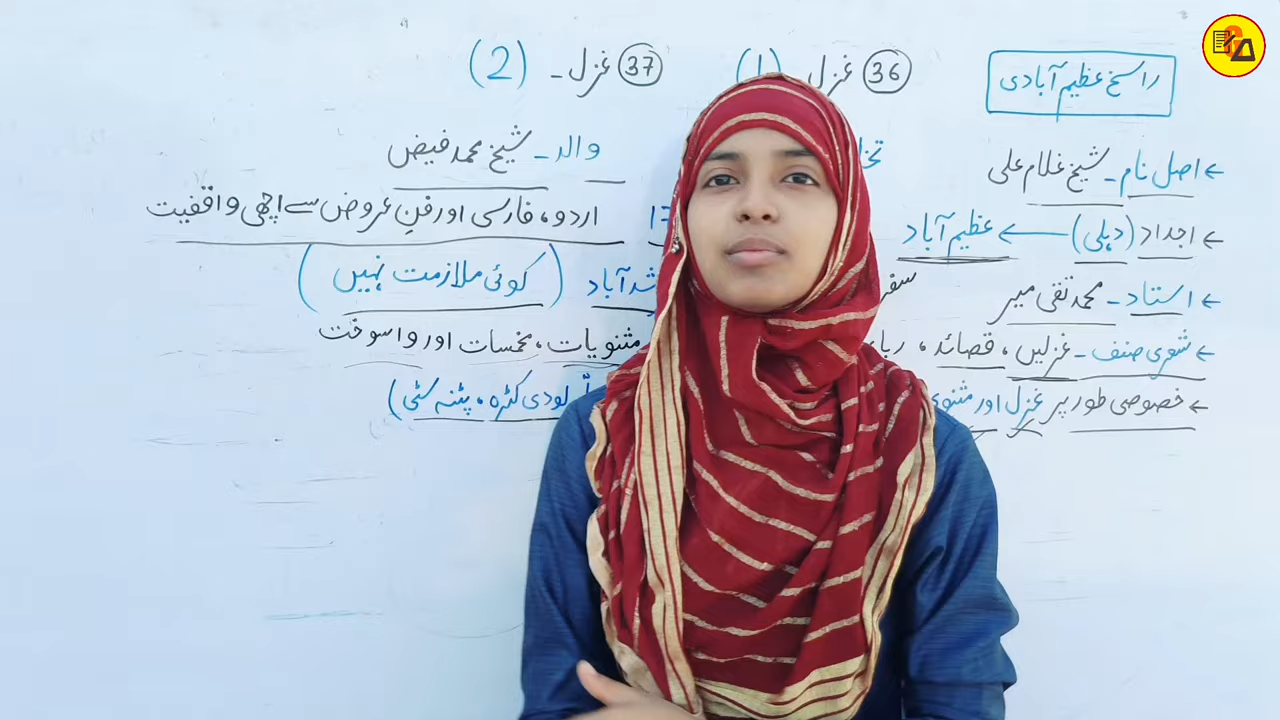 راسخ عظیم آبادی
36 غزل (1)
37 غزل - (2)
← اصل نام - شیخ غلام علی
والد - شیخ محمد فیض
← اجداد (دہلی) ← عظیم آباد
اردو، فارسی اور فنِ عروض سے اچھی واقفیت
← استاد - محمد تقی میر
سفر
(کوئی ملازمت نہیں)
← شعری صنف - غزلیں، قصائد،
مثنویات، مخمسات اور واسوخت
← خصوصی طور پر غزل اور مثنوی
لودی کٹرہ، پٹنہ سٹی)